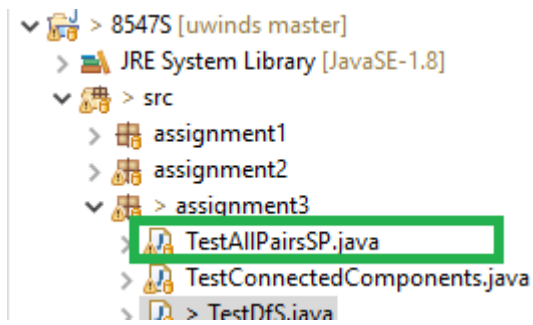 > 8547S [uwinds master]
JRE System Library [JavaSE-1.8]
> src
assignment1
assignment2
> assignment3
TestAllPairsSP.java
TestConnectedComponents.java
> TestDfS.java